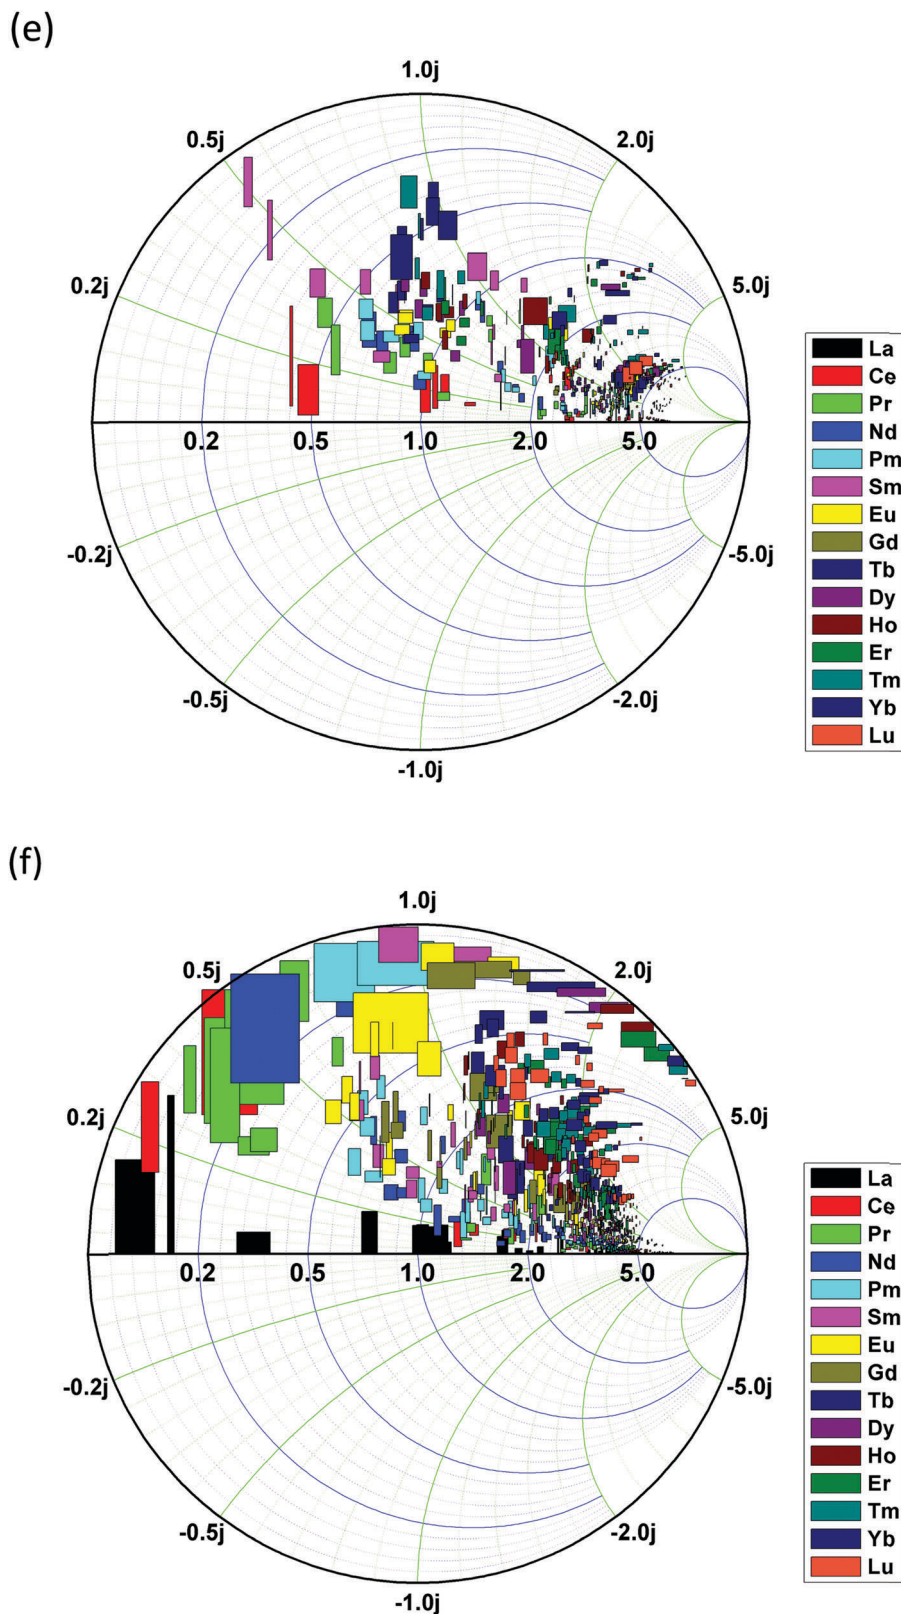 (e)
1.0j
0.5j
2.0j
0.2j
5.0j
0.2
0.5
1.0
2.0
5.0
-0.2j
-5.0j
-0.5j
-2.0j
-1.0j
La
Ce
Pr
Nd
Pm
Sm
Eu
Gd
Tb
Dy
Ho
Er
Tm
Yb
Lu
(f)
1.0j
0.5j
2.0j
0.2j
5.0j
0.2
0.5
1.0
2.0
5.0
-0.2j
-5.0j
-0.5j
-2.0j
-1.0j
La
Ce
Pr
Nd
Pm
Sm
Eu
Gd
Tb
Dy
Ho
Er
Tm
Yb
Lu